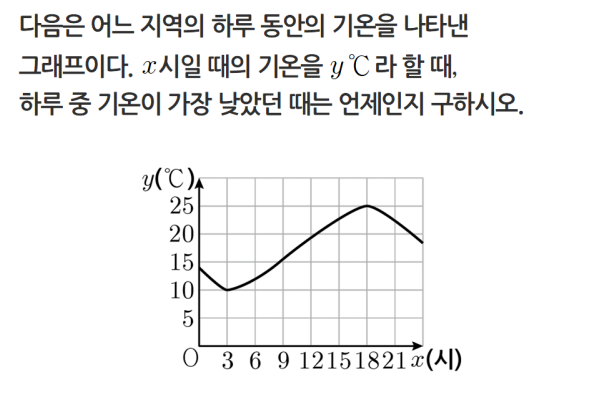 다음은 어느 지역의 하루 동안의 기온을 나타낸
그래프이다. x시일 때의 기온을 y ℃ 라 할 때,
하루 중 기온이 가장 낮았던 때는 언제인지 구하시오.
y(℃)
25
20
15
10
5
O 3 6 9 12 15 18 21 x(시)